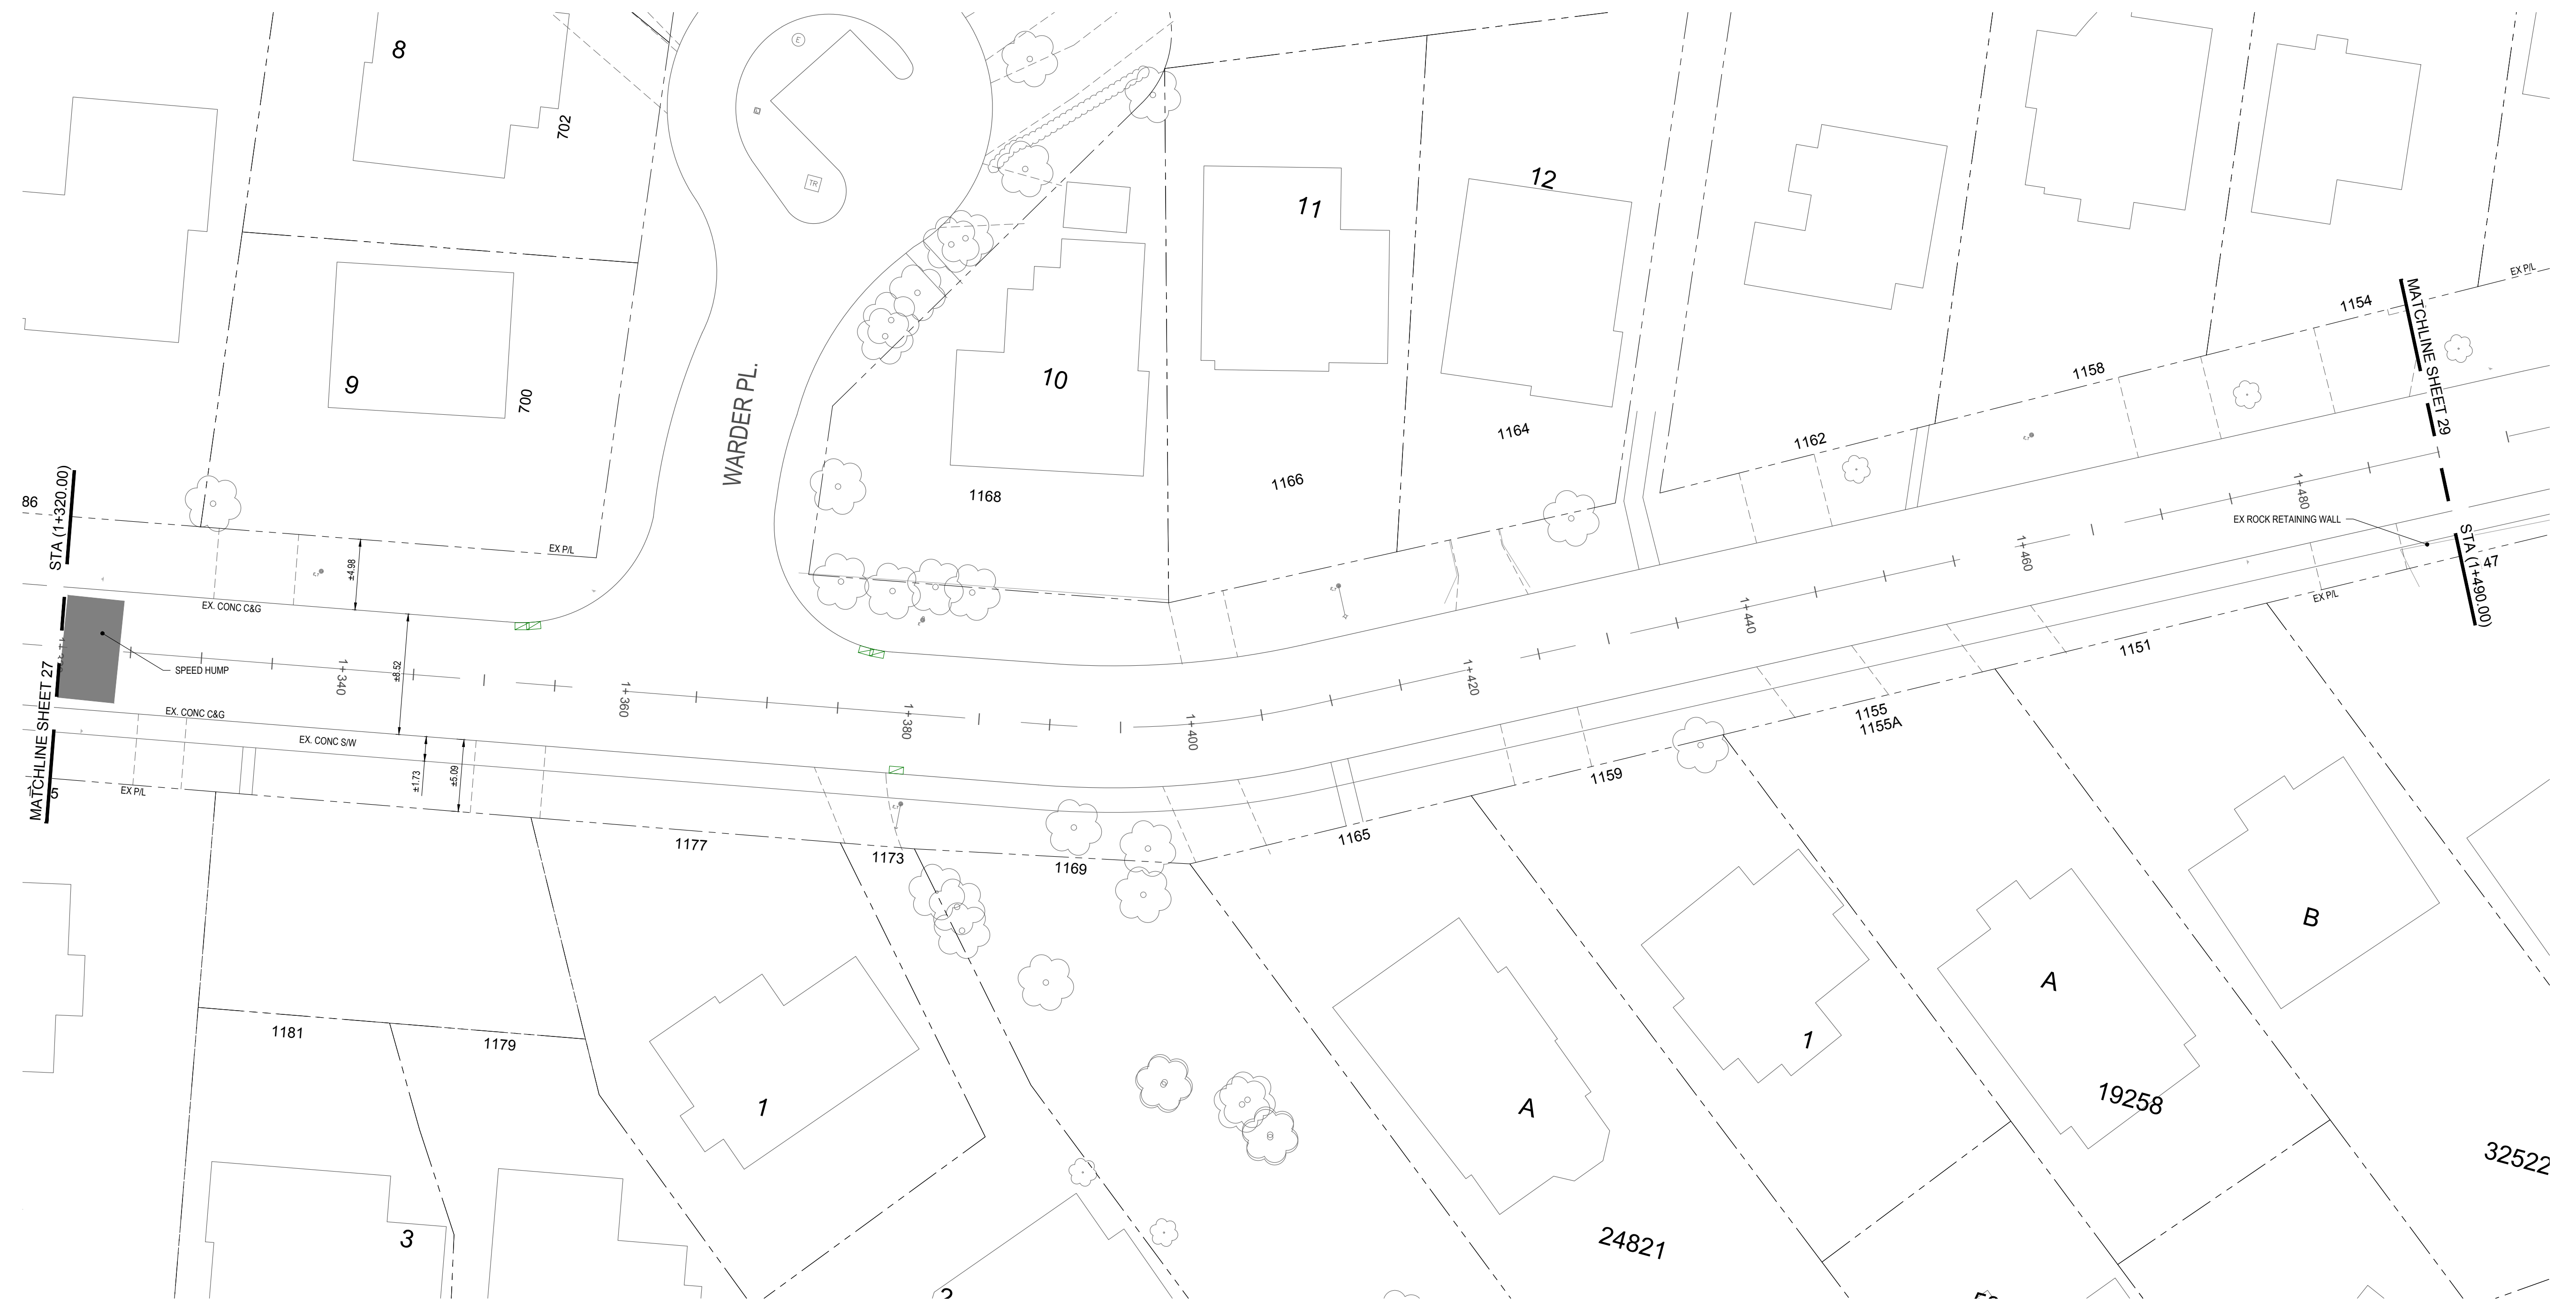 8
702
E
TR
12
11
9
700
10
WARDER PL.
1154
EX P/L
MATCHLINE SHEET 29
1158
1162
1164
1166
1168
86
STA (1+320.00)
EX P/L
±4.98
EX. CONC C&G
SPEED HUMP
±8.52
MATCHLINE SHEET 27
EX. CONC C&G
EX. CONC S/W
±1.73
±5.09
EX P/L
5
1+340
1+360
1+380
1+400
1+420
1+440
1+460
1+480
EX ROCK RETAINING WALL
STA (1+490.00)
47
EX P/L
1151
1155
1155A
1159
1165
1169
1173
1177
1181
1179
1
3
2
A
1
A
B
19258
24821
32522